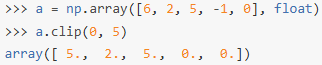 >>> a = np.array([6, 2, 5, -1, 0], float)
>>> a.clip(0, 5)
array([ 5.,  2.,  5.,  0.,  0.])